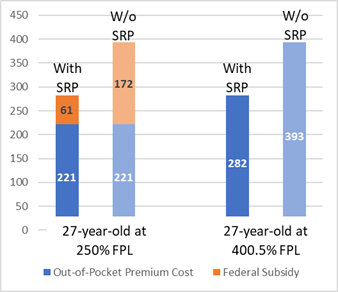 450
400
350
300
250
200
150
100
50
0
W/o
SRP
W/o
SRP
With
SRP
With
SRP
172
61
221
221
282
393
27-year-old at
250% FPL
27-year-old at
400.5% FPL
Out-of-Pocket Premium Cost
Federal Subsidy